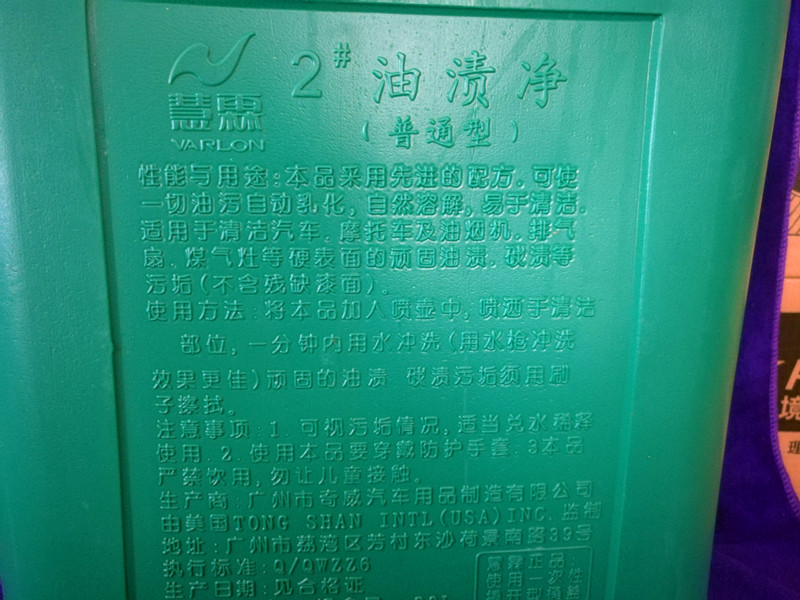 2# 油渍净
慧霖
VARLON
(普通型)
性能与用途:本品采用先进的配方,可使
一切油污自动乳化,自然溶解,易于清洁.
适用于清洁汽车、摩托车及油烟机、排气
扇、煤气灶等硬表面的顽固油渍、碳渍等
污垢(不含残缺漆面)。
使用方法:将本品加入喷壶中,喷洒于清洁
部位,一分钟内用水冲洗(用水枪冲洗
效果更佳)顽固的油渍 碳渍污垢须用刷
子擦拭。
注意事项:1.可视污垢情况,适当兑水稀释
使用.2.使用本品要穿戴防护手套.3本品
严禁饮用,勿让儿童接触。
生产商:广州市奇威汽车用品制造有限公司
由美国TONG SHAN INTL(USA)INC.监制
地址:广州市荔湾区芳村东沙荷景南路39号
执行标准:Q/QWZZ6
生产日期:见合格证
正品:
使用一次性
境
理